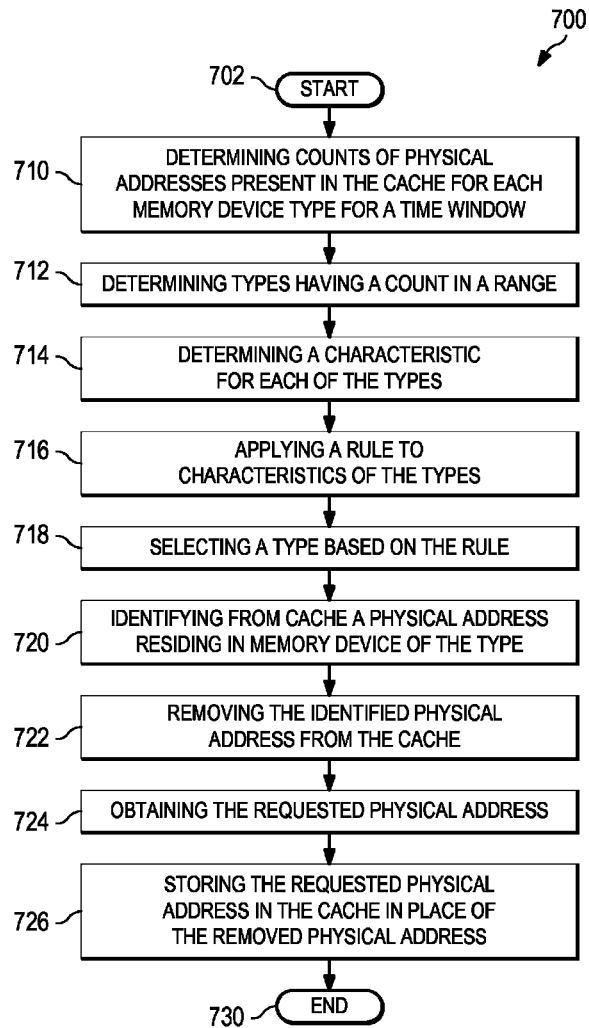 700
702
START
710
DETERMINING COUNTS OF PHYSICAL
ADDRESSES PRESENT IN THE CACHE FOR EACH
MEMORY DEVICE TYPE FOR A TIME WINDOW
712
DETERMINING TYPES HAVING A COUNT IN A RANGE
714
DETERMINING A CHARACTERISTIC
FOR EACH OF THE TYPES
716
APPLYING A RULE TO
CHARACTERISTICS OF THE TYPES
718
SELECTING A TYPE BASED ON THE RULE
720
IDENTIFYING FROM CACHE A PHYSICAL ADDRESS
RESIDING IN MEMORY DEVICE OF THE TYPE
722
REMOVING THE IDENTIFIED PHYSICAL
ADDRESS FROM THE CACHE
724
OBTAINING THE REQUESTED PHYSICAL ADDRESS
726
STORING THE REQUESTED PHYSICAL
ADDRESS IN THE CACHE IN PLACE OF
THE REMOVED PHYSICAL ADDRESS
730
END